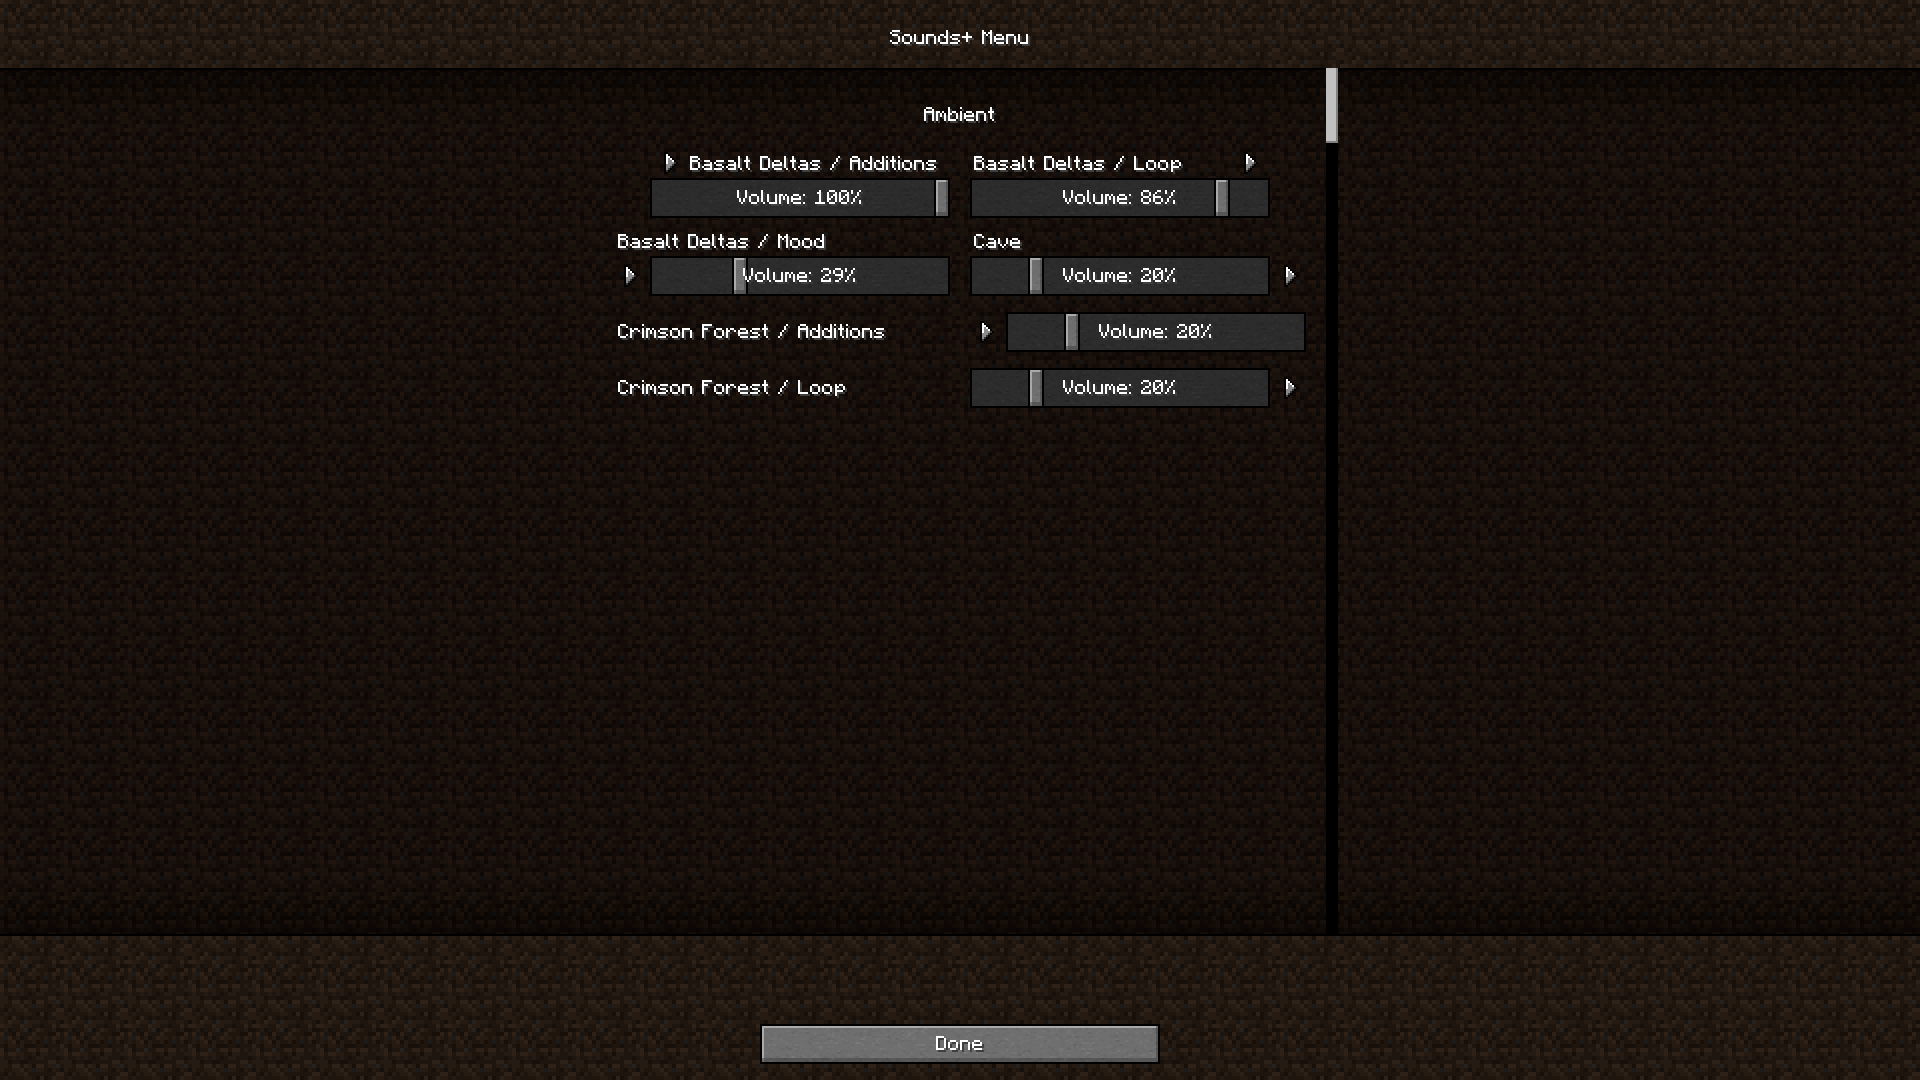 Sounds+ Menu
Ambient
Basalt Deltas / Additions
Basalt Deltas / Loop
Volume: 100%
Volume: 86%
Basalt Deltas / Mood
Cave
Volume: 29%
Volume: 20%
Crimson Forest / Additions
Volume: 20%
Crimson Forest / Loop
Volume: 20%
Done